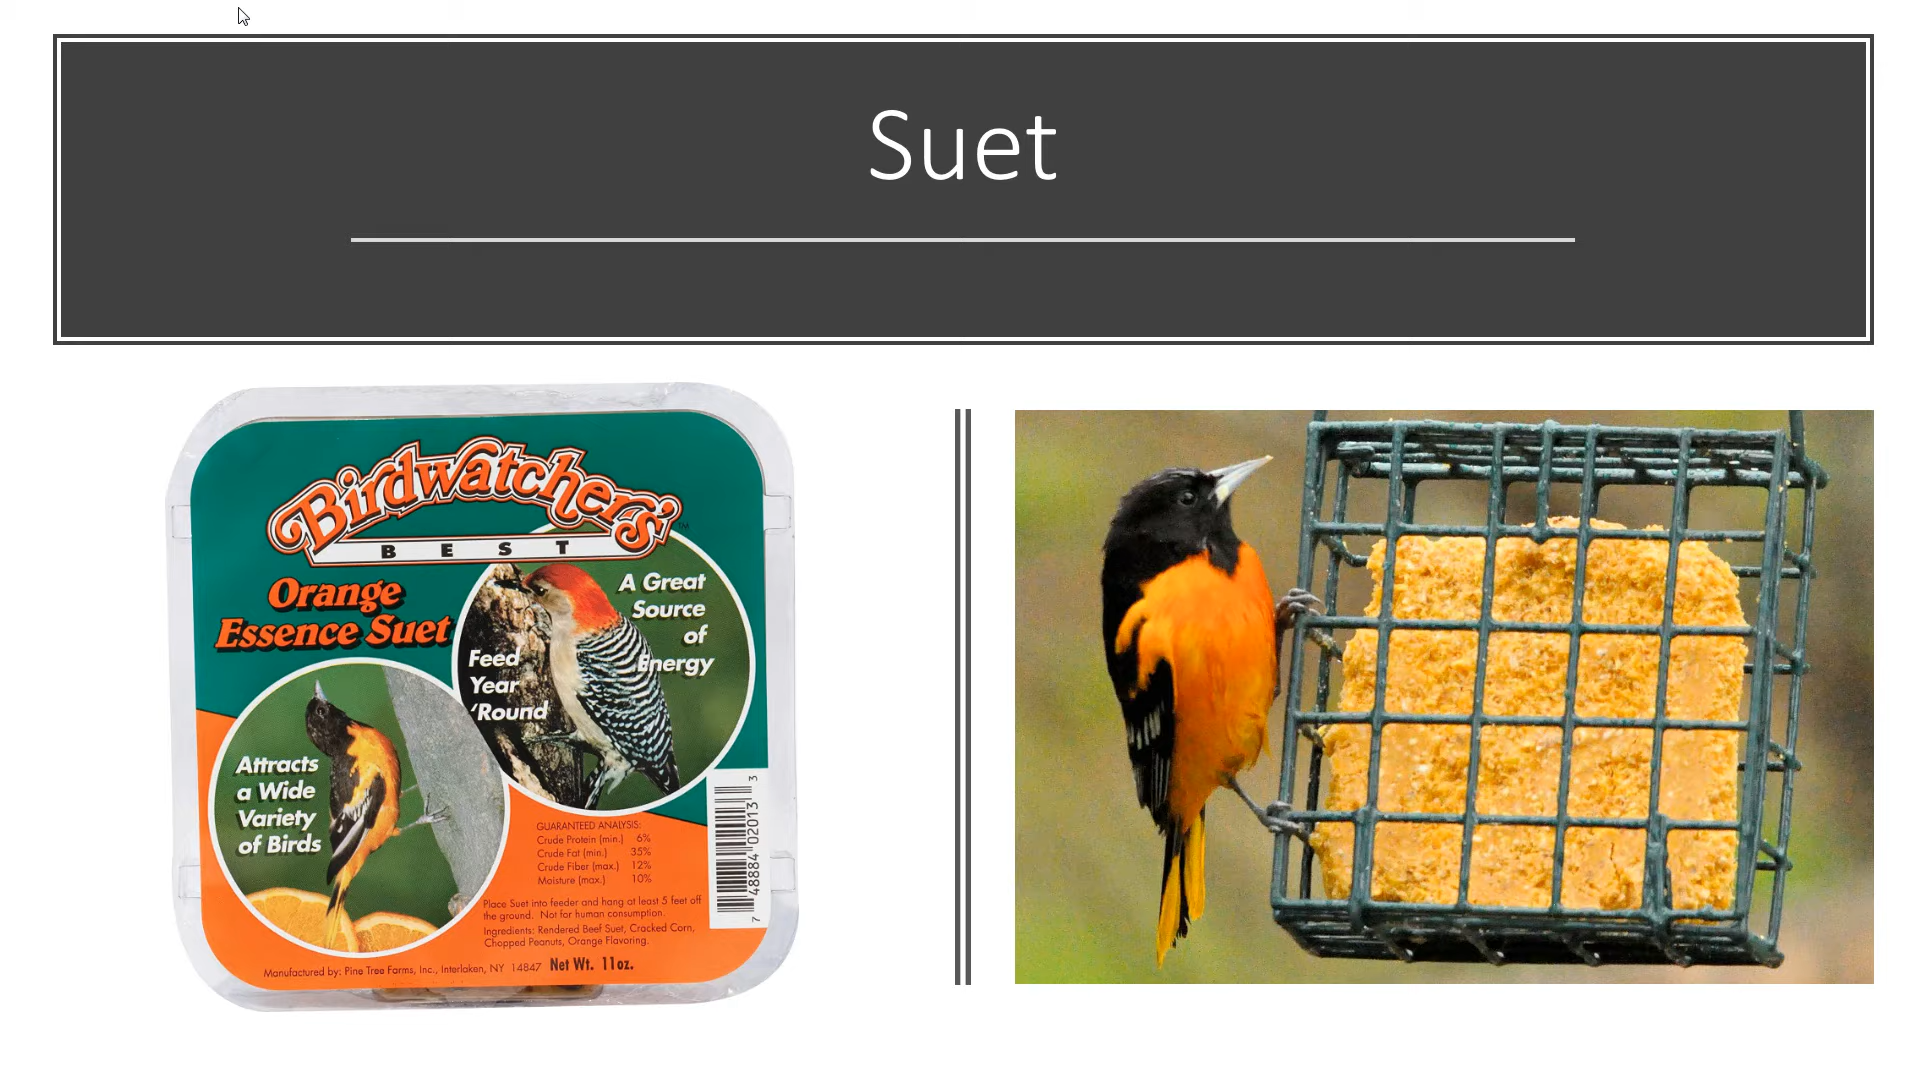 Suet
Birdwatchers' TM
BEST
Orange
Essence Suet
A Great
Source
of
Energy
Feed
Year
'Round
Attracts
a Wide
Variety
of Birds
GUARANTEED ANALYSIS:
Crude Protein (min.) 6%
Crude Fat (min.) 35%
Crude Fiber (max.) 12%
Moisture (max.) 10%
Place Suet into feeder and hang at least 5 feet off
the ground. Not for human consumption.
Ingredients: Rendered Beef Suet, Cracked Corn,
Chopped Peanuts, Orange Flavoring.
Manufactured by: Pine Tree Farms, Inc., Interlaken, NY 14847 Net Wt. 11oz.
7 48884 02013 3